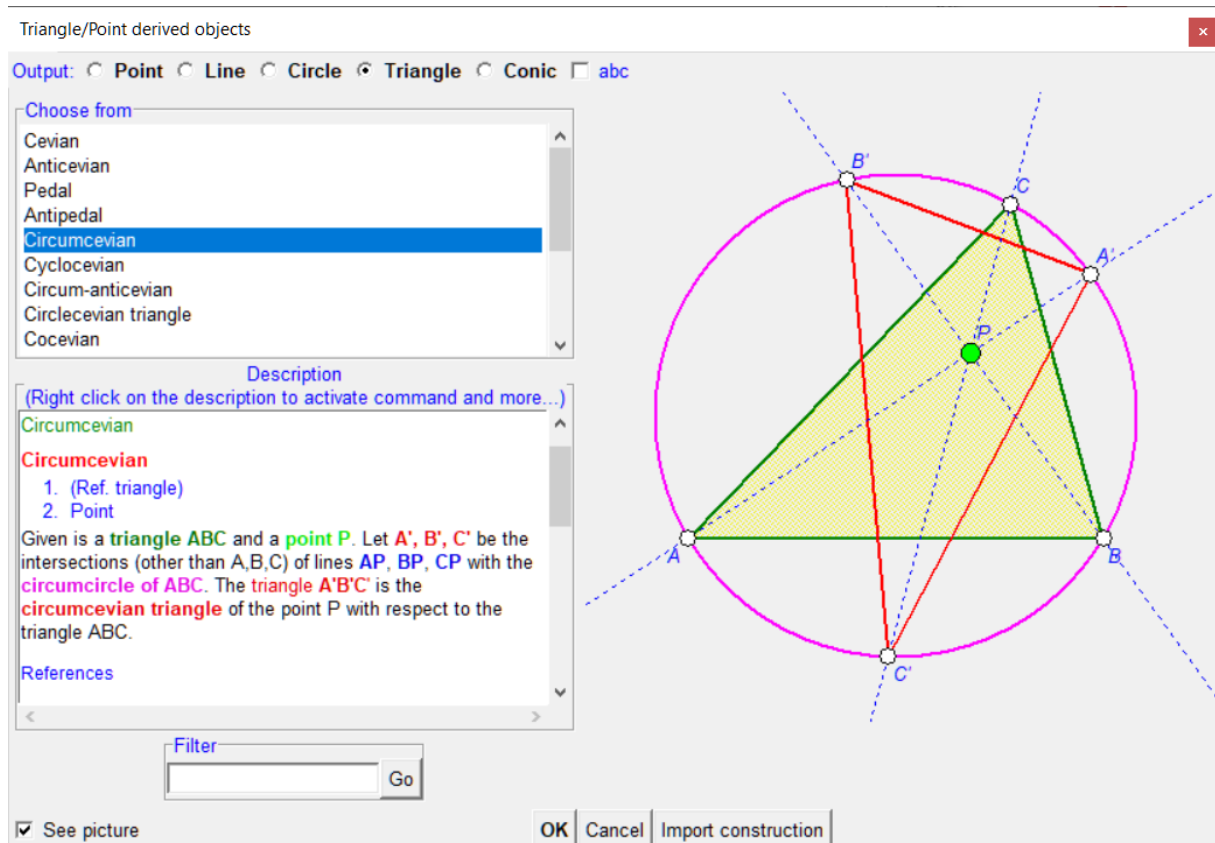 Triangle/Point derived objects
×
Output: Point Line Circle Triangle Conic abc
Choose from
Cevian
Anticevian
Pedal
Antipedal
Circumcevian
Cyclocevian
Circum-anticevian
Circlecevian triangle
Cocevian
Description
(Right click on the description to activate command and more...)
Circumcevian
Circumcevian
1. (Ref. triangle)
2. Point
Given is a triangle ABC and a point P. Let A', B', C' be the
intersections (other than A,B,C) of lines AP, BP, CP with the
circumcircle of ABC. The triangle A'B'C' is the
circumcevian triangle of the point P with respect to the
triangle ABC.
References
Filter
Go
See picture
OK Cancel Import construction
B'
C
A'
P
A
B
C'